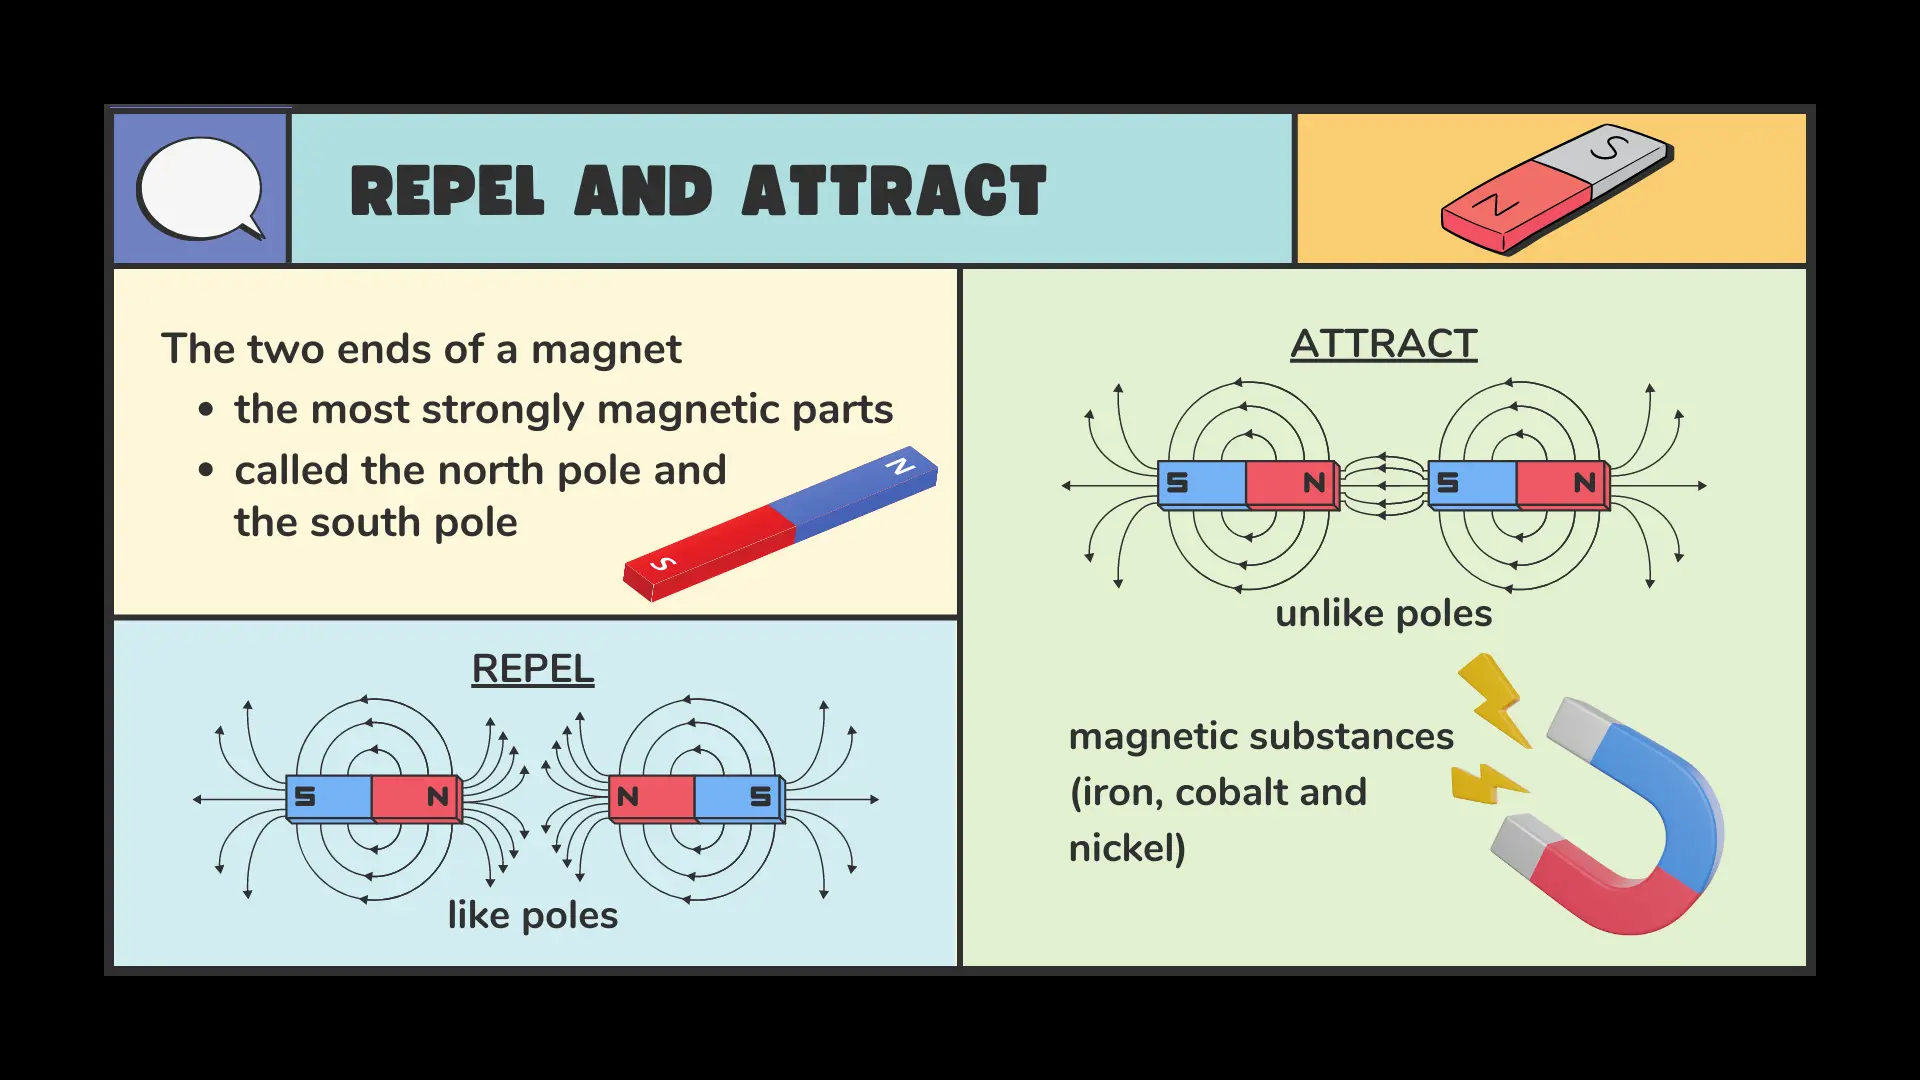 REPEL AND ATTRACT
S
N
The two ends of a magnet
• the most strongly magnetic parts
• called the north pole and
the south pole
N
S
REPEL
S N N S
like poles
ATTRACT
S N S N
unlike poles
magnetic substances
(iron, cobalt and
nickel)